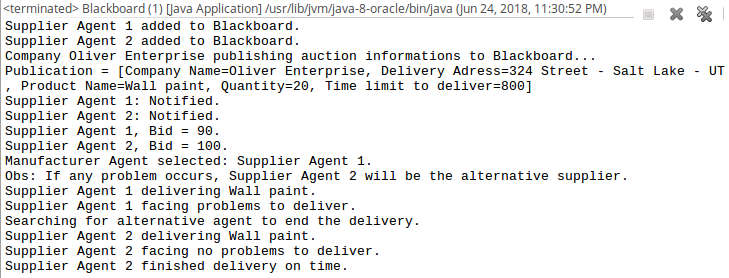 <terminated> Blackboard (1) [Java Application] /usr/lib/jvm/java-8-oracle/bin/java (Jun 24, 2018, 11:30:52 PM)
Supplier Agent 1 added to Blackboard.
Supplier Agent 2 added to Blackboard.
Company Oliver Enterprise publishing auction informations to Blackboard...
Publication = [Company Name=Oliver Enterprise, Delivery Adress=324 Street - Salt Lake - UT
, Product Name=Wall paint, Quantity=20, Time limit to deliver=800]
Supplier Agent 1: Notified.
Supplier Agent 2: Notified.
Supplier Agent 1, Bid = 90.
Supplier Agent 2, Bid = 100.
Manufacturer Agent selected: Supplier Agent 1.
Obs: If any problem occurs, Supplier Agent 2 will be the alternative supplier.
Supplier Agent 1 delivering Wall paint.
Supplier Agent 1 facing problems to deliver.
Searching for alternative agent to end the delivery.
Supplier Agent 2 delivering Wall paint.
Supplier Agent 2 facing no problems to deliver.
Supplier Agent 2 finished delivery on time.